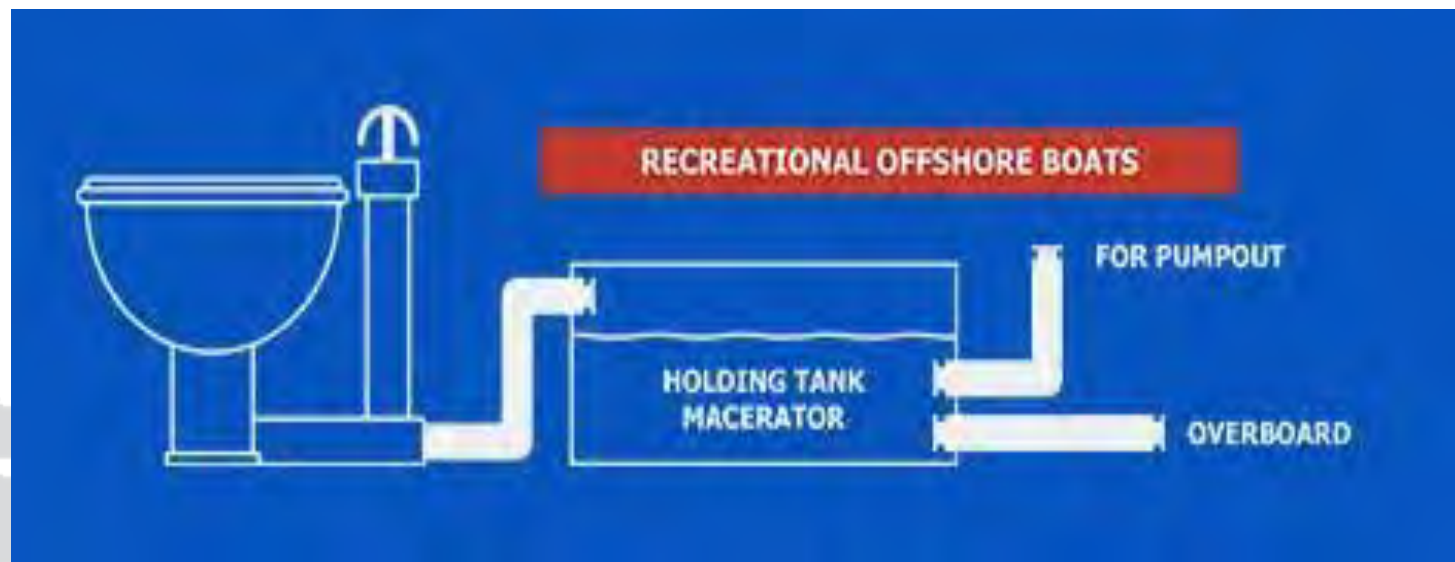 RECREATIONAL OFFSHORE BOATS
FOR PUMPOUT
HOLDING TANK
MACERATOR
OVERBOARD